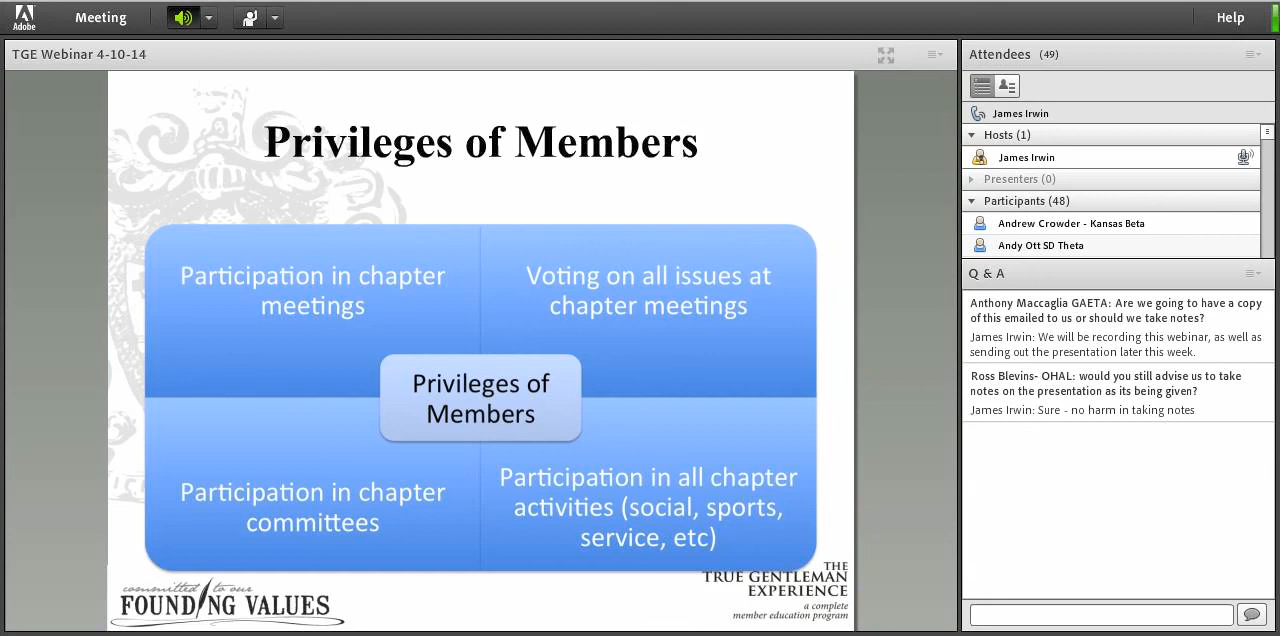 Adobe
Meeting
Help
TGE Webinar 4-10-14
Privileges of Members
Participation in chapter
meetings
Voting on all issues at
chapter meetings
Privileges of
Members
Participation in chapter
committees
Participation in all chapter
activities (social, sports,
service, etc)
committed to our
FOUNDING VALUES
THE
TRUE GENTLEMAN
EXPERIENCE
a complete
member education program
Attendees (49)
James Irwin
Hosts (1)
James Irwin
Presenters (0)
Participants (48)
Andrew Crowder - Kansas Beta
Andy Ott SD Theta
Q & A
Anthony Maccaglia GAETA: Are we going to have a copy
of this emailed to us or should we take notes?
James Irwin: We will be recording this webinar, as well as
sending out the presentation later this week.
Ross Blevins- OHAL: would you still advise us to take
notes on the presentation as its being given?
James Irwin: Sure - no harm in taking notes